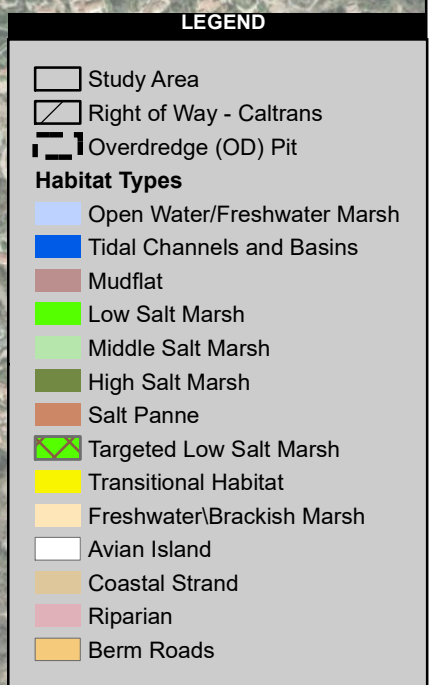 LEGEND
Study Area
Right of Way - Caltrans
Overdredge (OD) Pit
Habitat Types
Open Water/Freshwater Marsh
Tidal Channels and Basins
Mudflat
Low Salt Marsh
Middle Salt Marsh
High Salt Marsh
Salt Panne
Targeted Low Salt Marsh
Transitional Habitat
Freshwater\Brackish Marsh
Avian Island
Coastal Strand
Riparian
Berm Roads